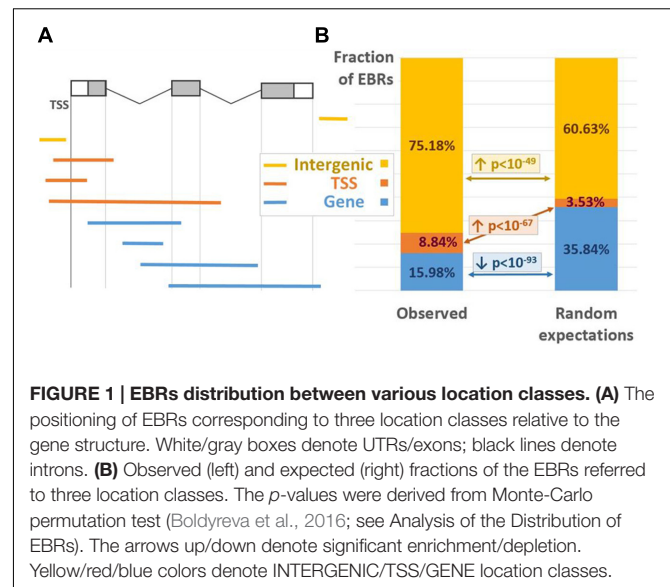 A
B
Fraction
of EBRs
TSS
75.18%
60.63%
Intergenic
TSS
Gene
↑ p<10-49
↑ p<10-67
↓ p<10-93
3.53%
8.84%
35.84%
15.98%
Observed
Random
expectations
FIGURE 1 | EBRs distribution between various location classes. (A) The
positioning of EBRs corresponding to three location classes relative to the
gene structure. White/gray boxes denote UTRs/exons; black lines denote
introns. (B) Observed (left) and expected (right) fractions of the EBRs referred
to three location classes. The p-values were derived from Monte-Carlo
permutation test (Boldyreva et al., 2016; see Analysis of the Distribution of
EBRs). The arrows up/down denote significant enrichment/depletion.
Yellow/red/blue colors denote INTERGENIC/TSS/GENE location classes.